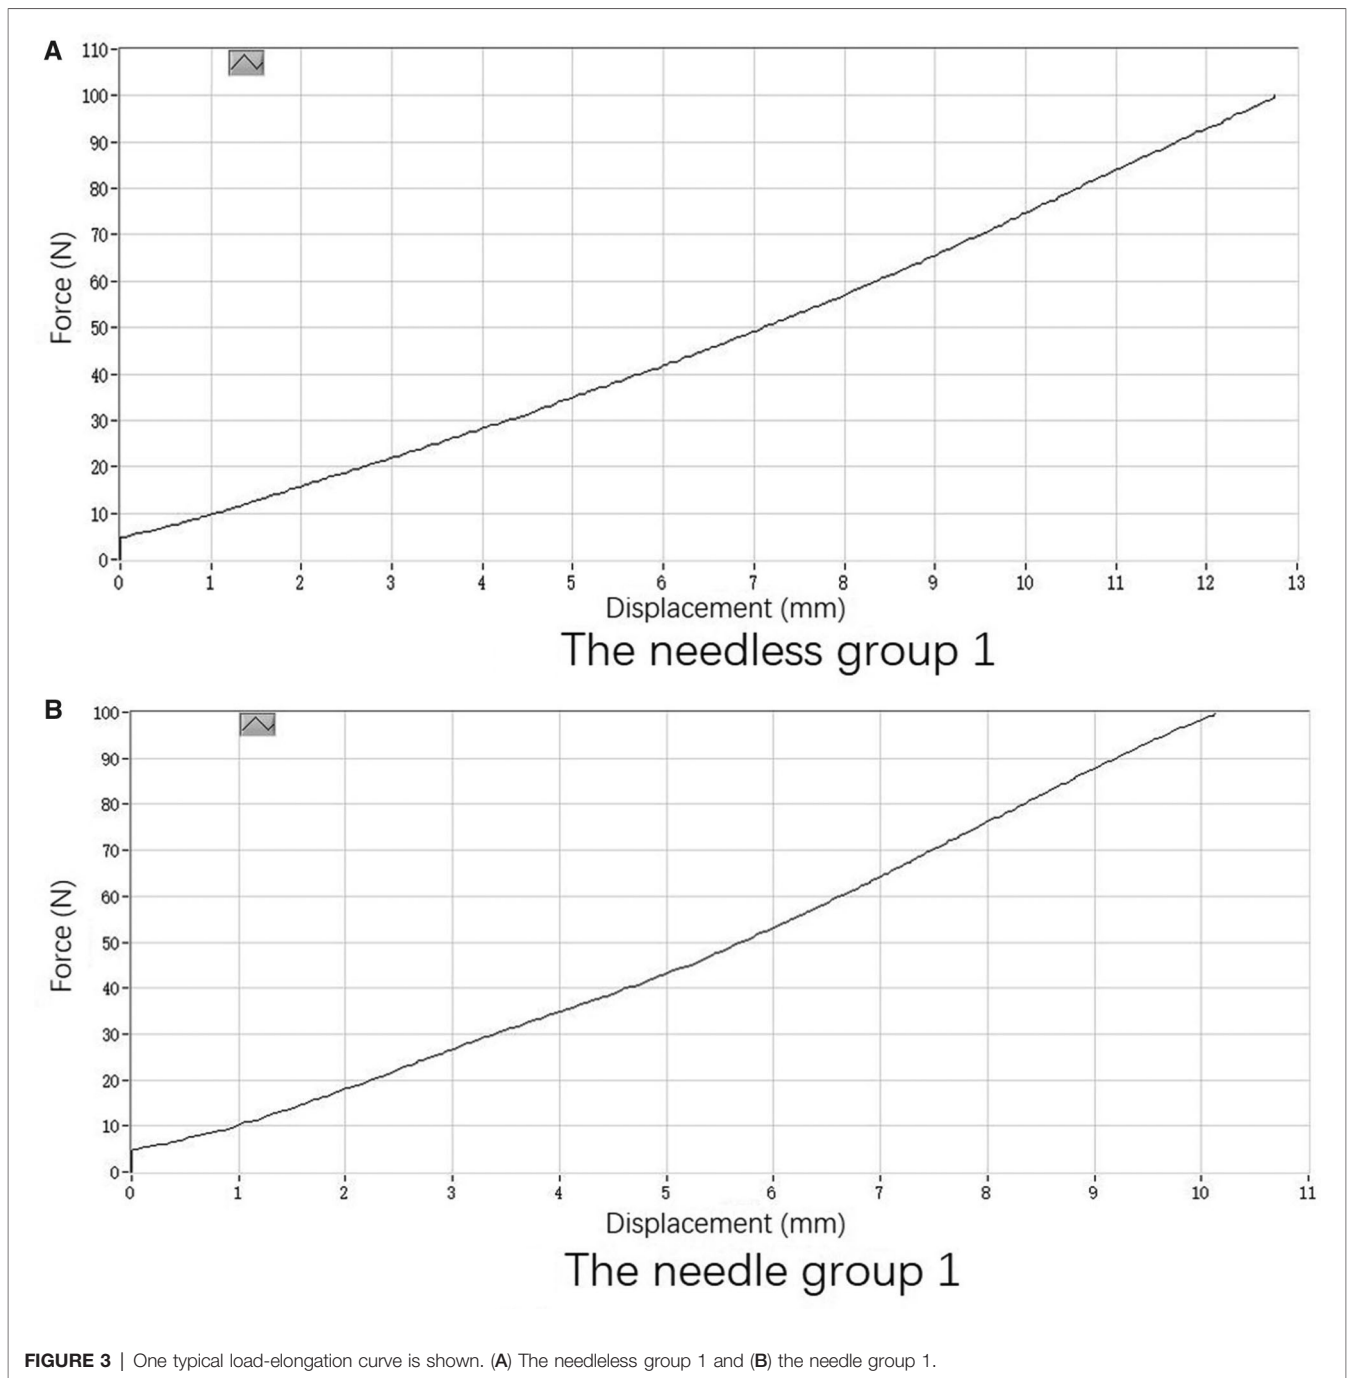 A
110
100
90
80
70
60
50
40
30
20
10
0
Force (N)
0 1 2 3 4 5 6 7 8 9 10 11 12 13
Displacement (mm)
The needless group 1
B
100
90
80
70
60
50
40
30
20
10
0
Force (N)
0 1 2 3 4 5 6 7 8 9 10 11
Displacement (mm)
The needle group 1
FIGURE 3 | One typical load-elongation curve is shown. (A) The needleless group 1 and (B) the needle group 1.